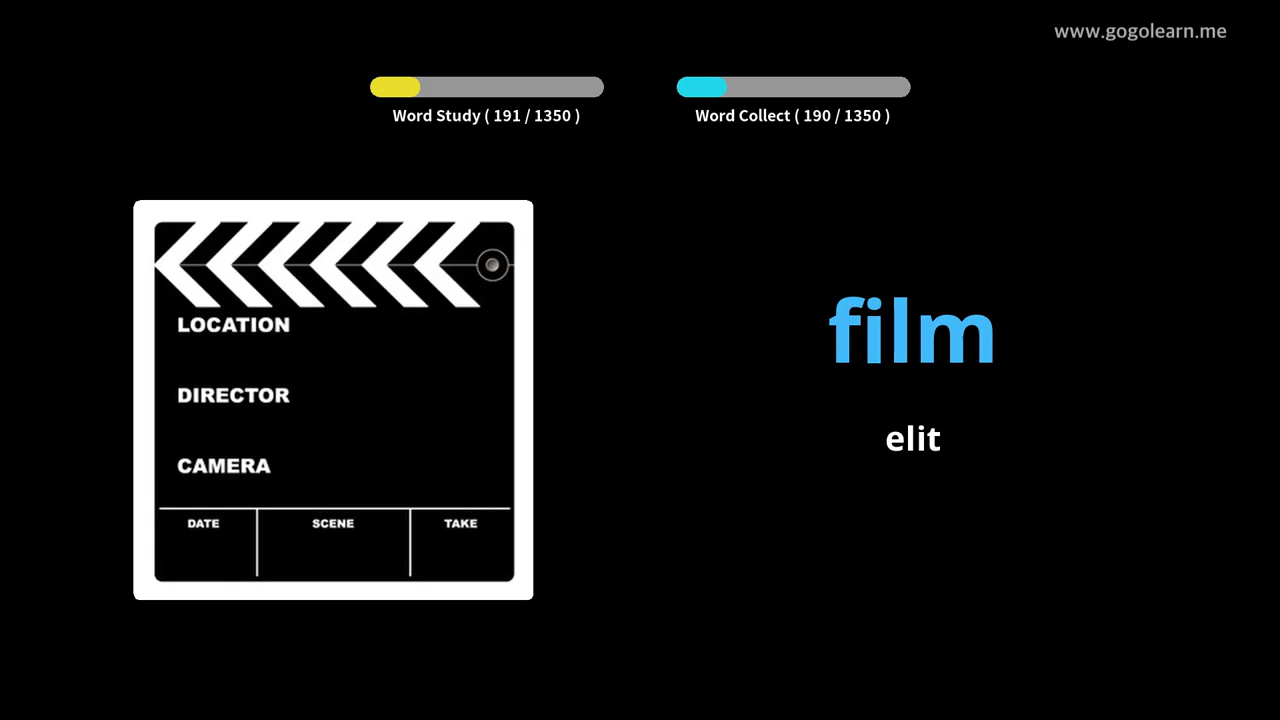 www.gogolearn.me
Word Study ( 191 / 1350 )
Word Collect ( 190 / 1350 )
LOCATION
DIRECTOR
CAMERA
DATE
SCENE
TAKE
film
elit